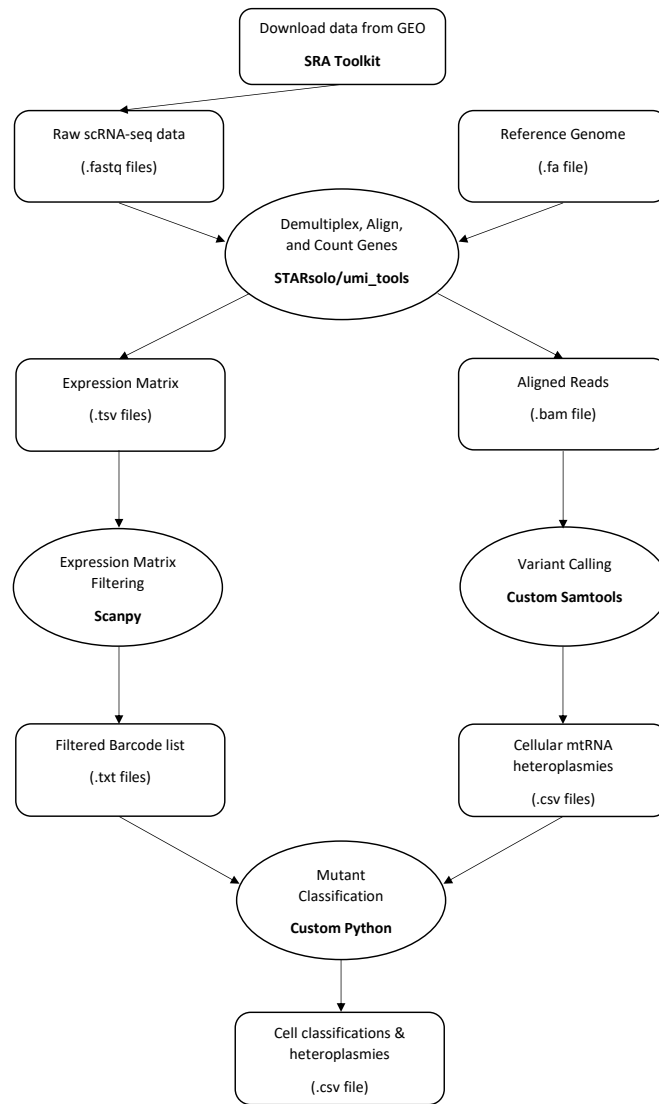 Download data from GEO
SRA Toolkit
Raw scRNA-seq data
(.fastq files)
Reference Genome
(.fa file)
Demultiplex, Align,
and Count Genes
STARsolo/umi_tools
Expression Matrix
(.tsv files)
Aligned Reads
(.bam file)
Expression Matrix
Filtering
Scanpy
Variant Calling
Custom Samtools
Filtered Barcode list
(.txt files)
Cellular mtRNA
heteroplasmies
(.csv files)
Mutant
Classification
Custom Python
Cell classifications &
heteroplasmies
(.csv file)